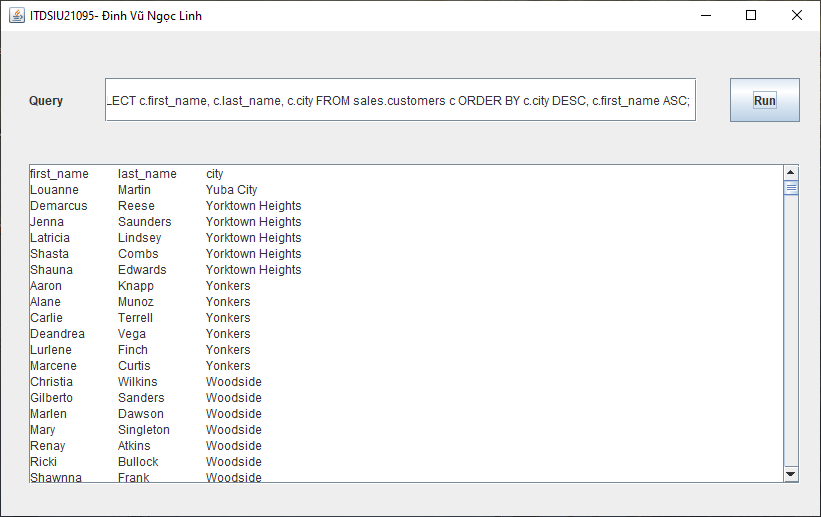 ITDSIU21095- Đinh Vũ Ngọc Linh
Query LECT c.first_name, c.last_name, c.city FROM sales.customers c ORDER BY c.city DESC, c.first_name ASC; Run
first_name last_name city
Louanne Martin Yuba City
Demarcus Reese Yorktown Heights
Jenna Saunders Yorktown Heights
Latricia Lindsey Yorktown Heights
Shasta Combs Yorktown Heights
Shauna Edwards Yorktown Heights
Aaron Knapp Yonkers
Alane Munoz Yonkers
Carlie Terrell Yonkers
Deandrea Vega Yonkers
Lurlene Finch Yonkers
Marcene Curtis Yonkers
Christia Wilkins Woodside
Gilberto Sanders Woodside
Marlen Dawson Woodside
Mary Singleton Woodside
Renay Atkins Woodside
Ricki Bullock Woodside
Shawnna Frank Woodside